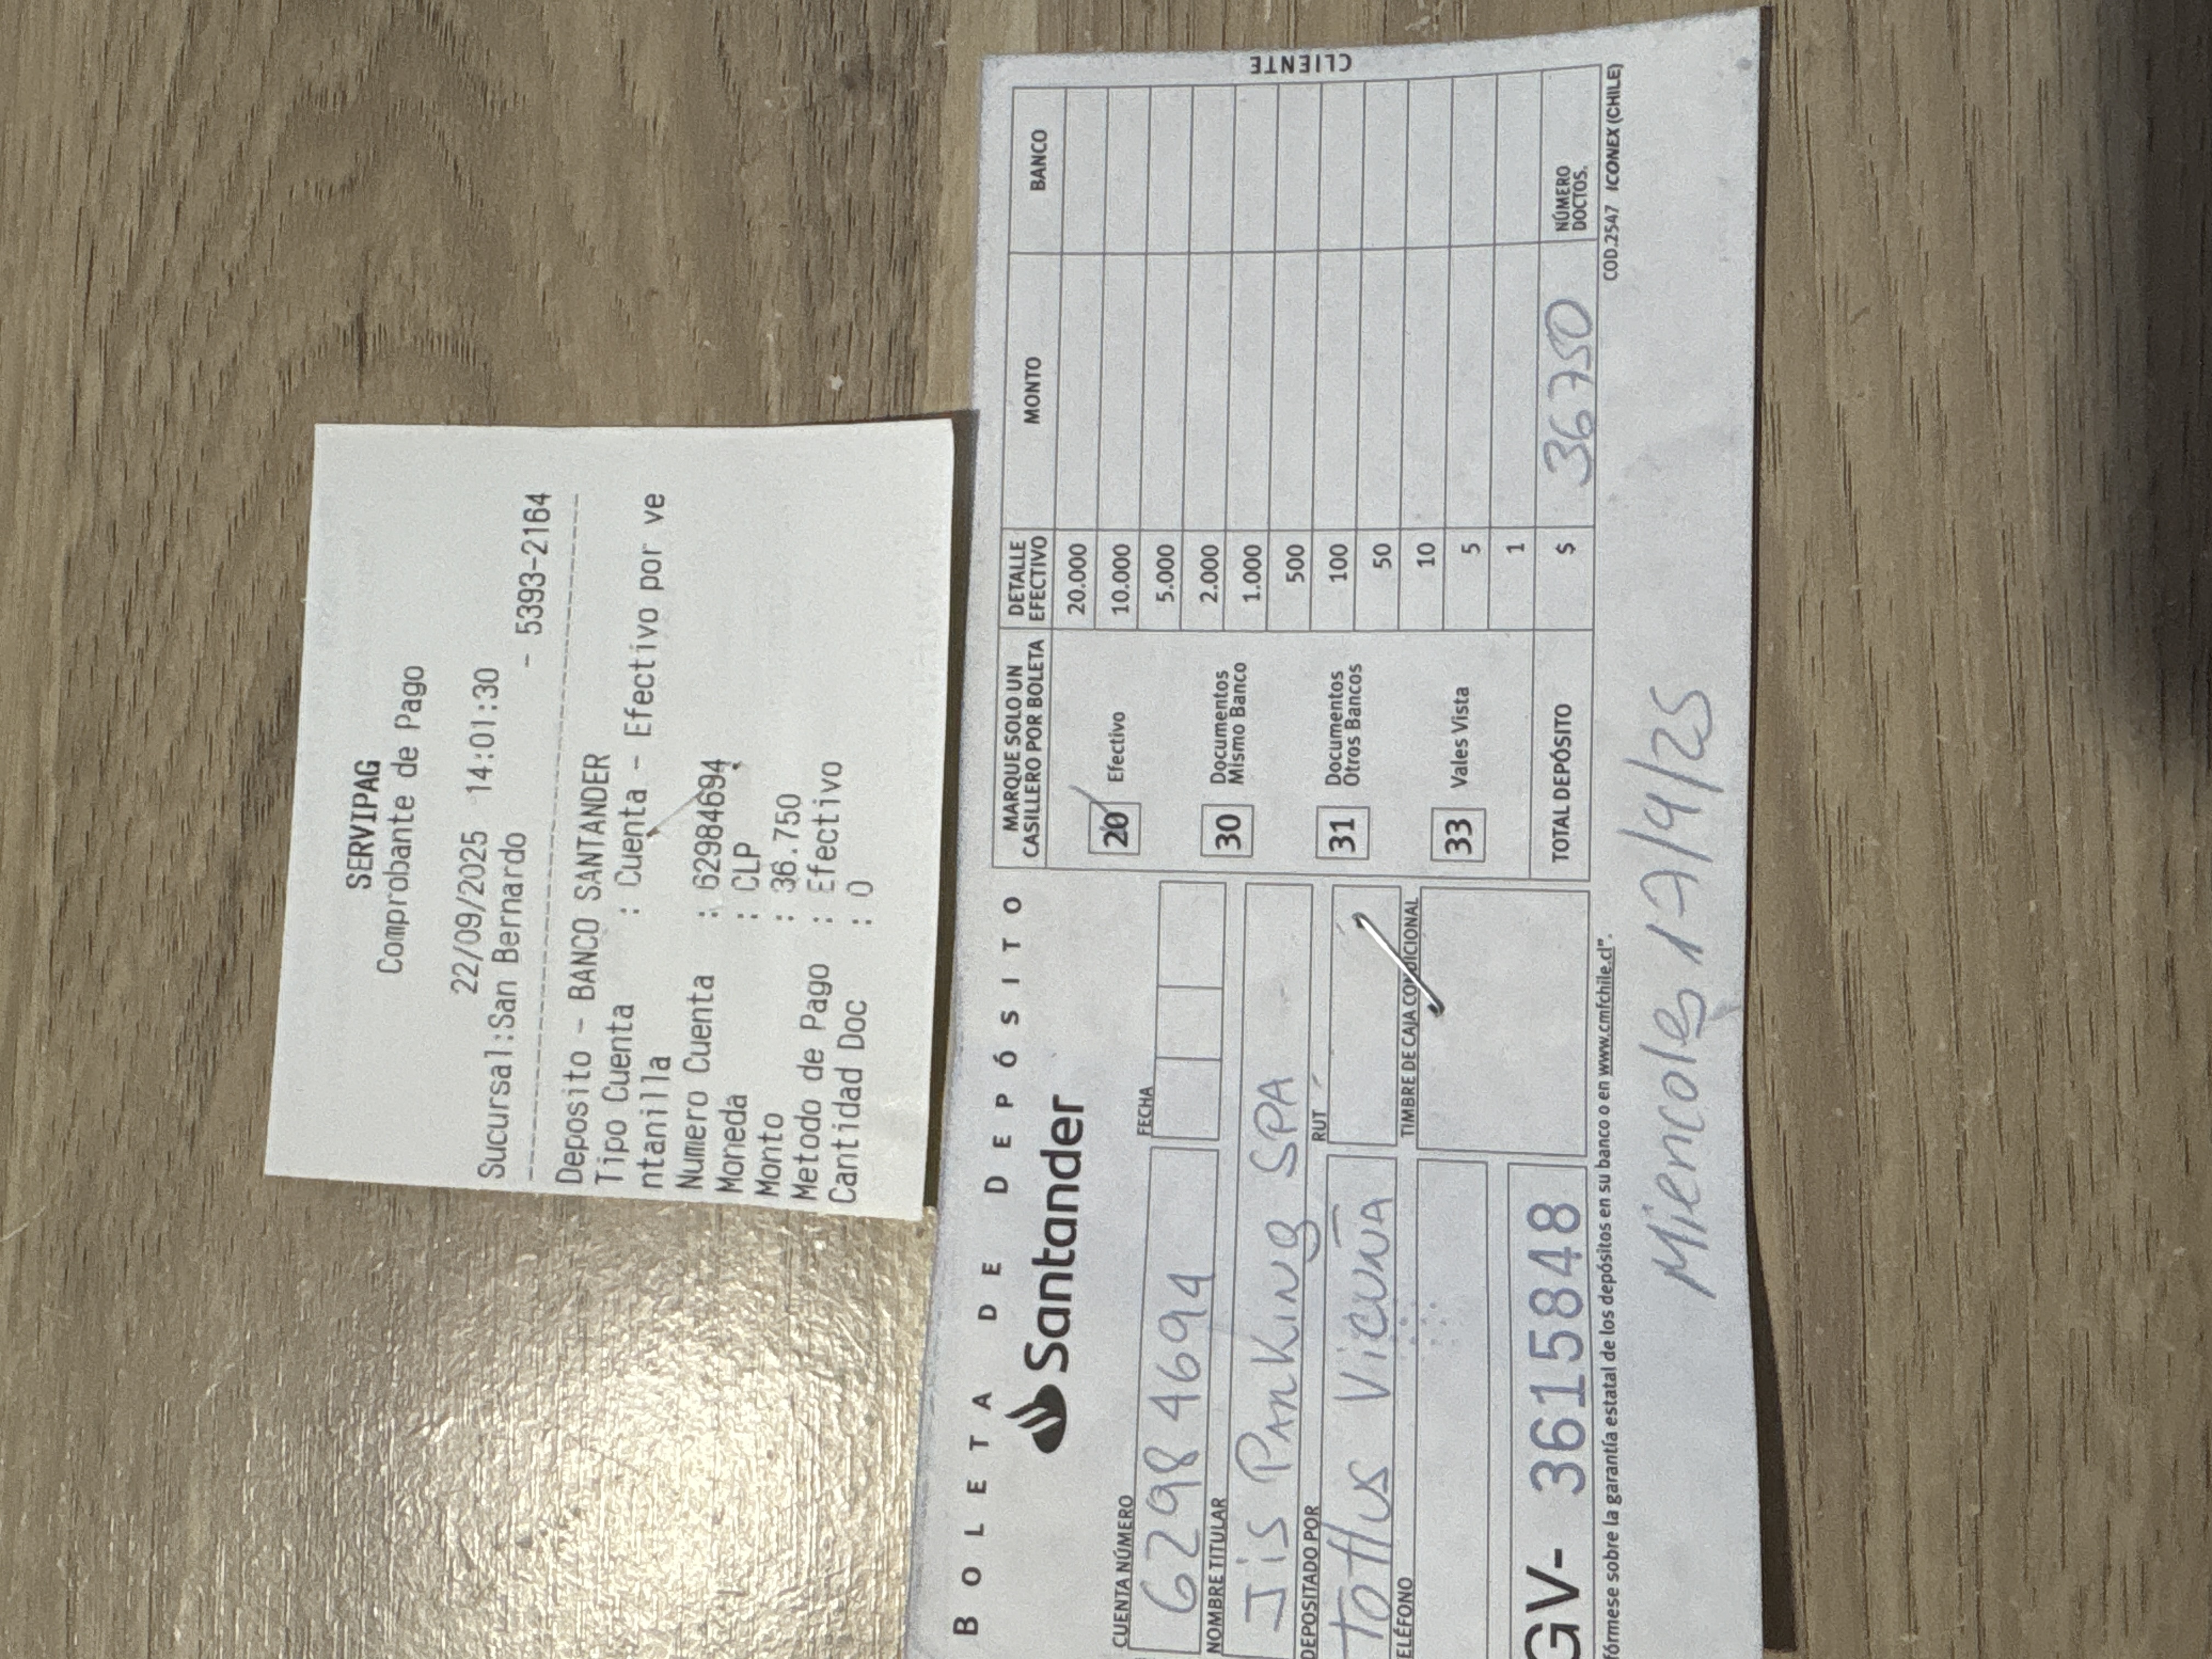 SERVIPAG
Comprobante de Pago
22/09/2025 14:01:30
Sucursal:San Bernardo
- 5393-2164
Deposito - BANCO SANTANDER
Tipo Cuenta : Cuenta - Efectivo por ve
ntanilla
Numero Cuenta : 62984694
Moneda : CLP
Monto : 36.750
Metodo de Pago : Efectivo
Cantidad Doc : 0
BOLETA DE DEPÓSITO
Santander
CUENTA NÚMERO
62984694
FECHA
NOMBRE TITULAR
Jis Parking SPA
DEPOSITADO POR
Tottus Vicuña
RUT
ELÉFONO
TIMBRE DE CAJA CONDICIONAL
GV- 3615848
MARQUE SOLO UN
CASILLERO POR BOLETA
20 Efectivo
30 Documentos
Mismo Banco
31 Documentos
Otros Bancos
33 Vales Vista
DETALLE
EFECTIVO
MONTO
BANCO
20.000
10.000
5.000
2.000
1.000
500
100
50
10
5
1
TOTAL DEPÓSITO $ 36750
NÚMERO
DOCTOS.
CLIENTE
fórmese sobre la garantía estatal de los depósitos en su banco o en www.cmfchile.cl".
COD.2547 ICONEX (CHILE)
Miercoles 17/9/25